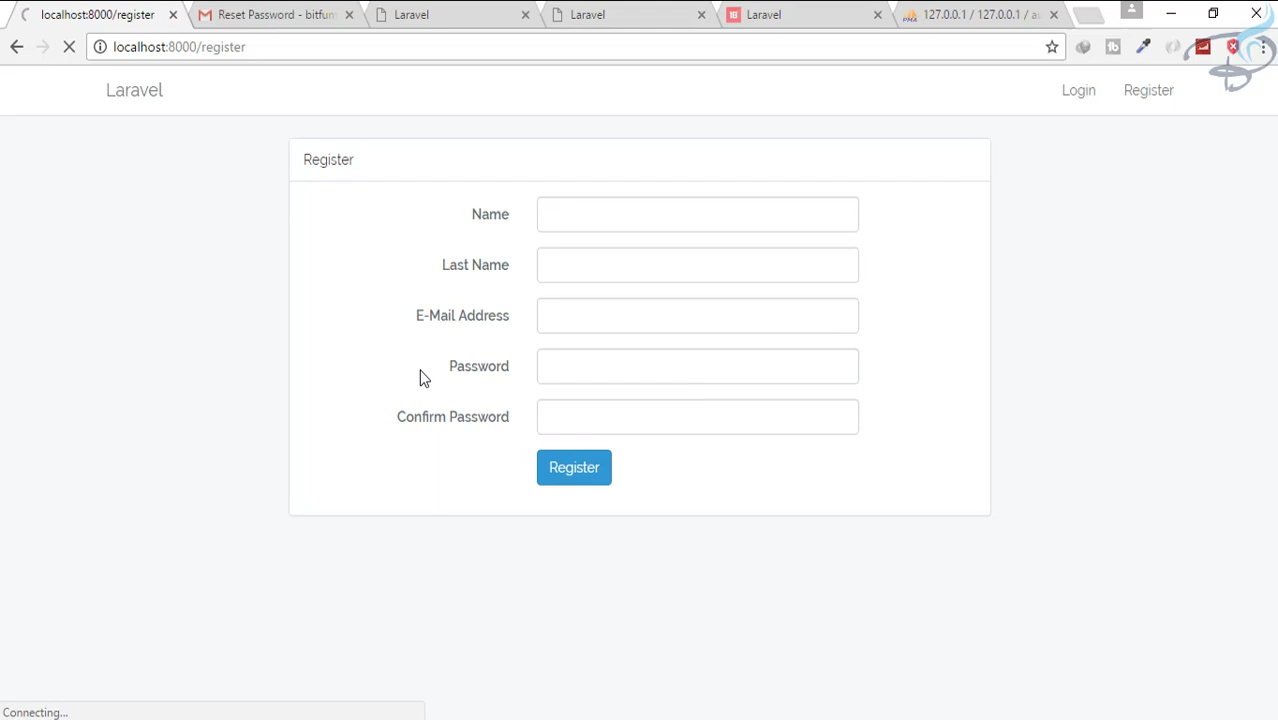 localhost:8000/register
Reset Password - bitfum
Laravel
Laravel
Laravel
127.0.0.1 / 127.0.0.1 / a
localhost:8000/register
Laravel
Login
Register
Register
Name
Last Name
E-Mail Address
Password
Confirm Password
Register
Connecting...